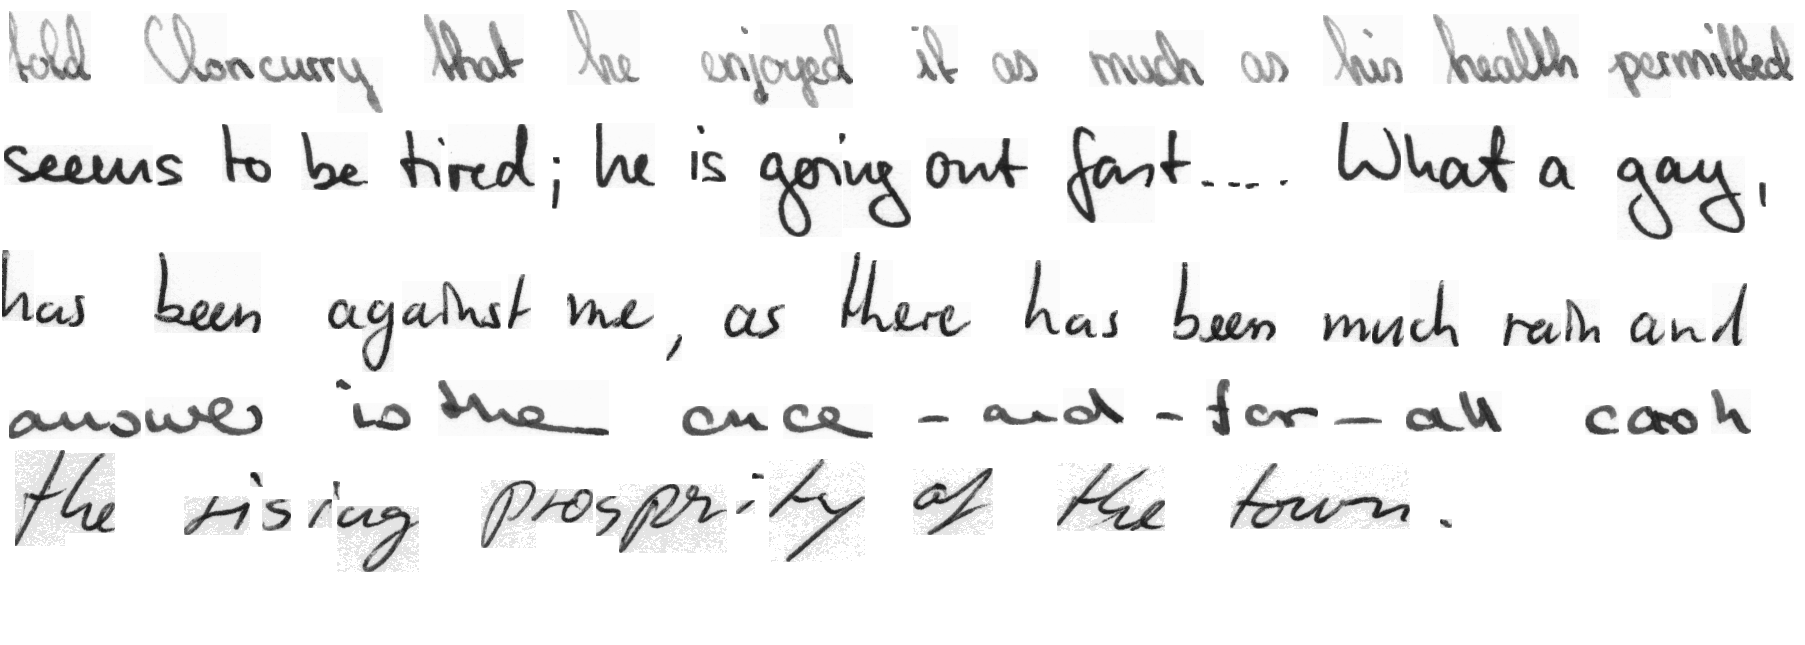 told Cloncurry that he enjoyed it as much as his health permitted
seems to be tired; he is going out fast.... What a gay,
has been against me, as there has been much rain and
answer is the once-and-for-all cash
the rising prosperity of the town.